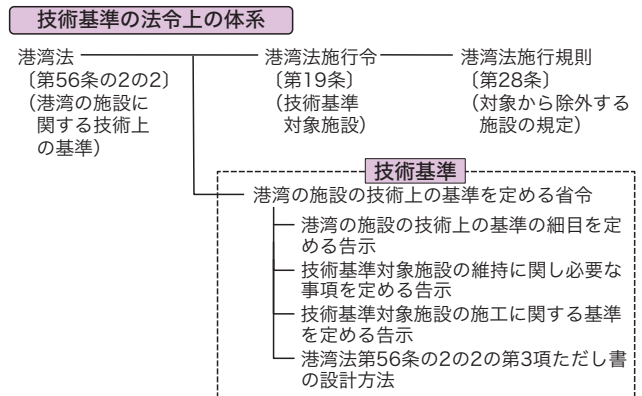 技術基準の法令上の体系
港湾法
〔第56条の2の2〕
(港湾の施設に
関する技術上
の基準)
港湾法施行令
〔第19条〕
(技術基準
対象施設)
港湾法施行規則
〔第28条〕
(対象から除外する
施設の規定)
技術基準
港湾の施設の技術上の基準を定める省令
港湾の施設の技術上の基準の細目を定
める告示
技術基準対象施設の維持に関し必要な
事項を定める告示
技術基準対象施設の施工に関する基準
を定める告示
港湾法第56条の2の2の第3項ただし書
の設計方法